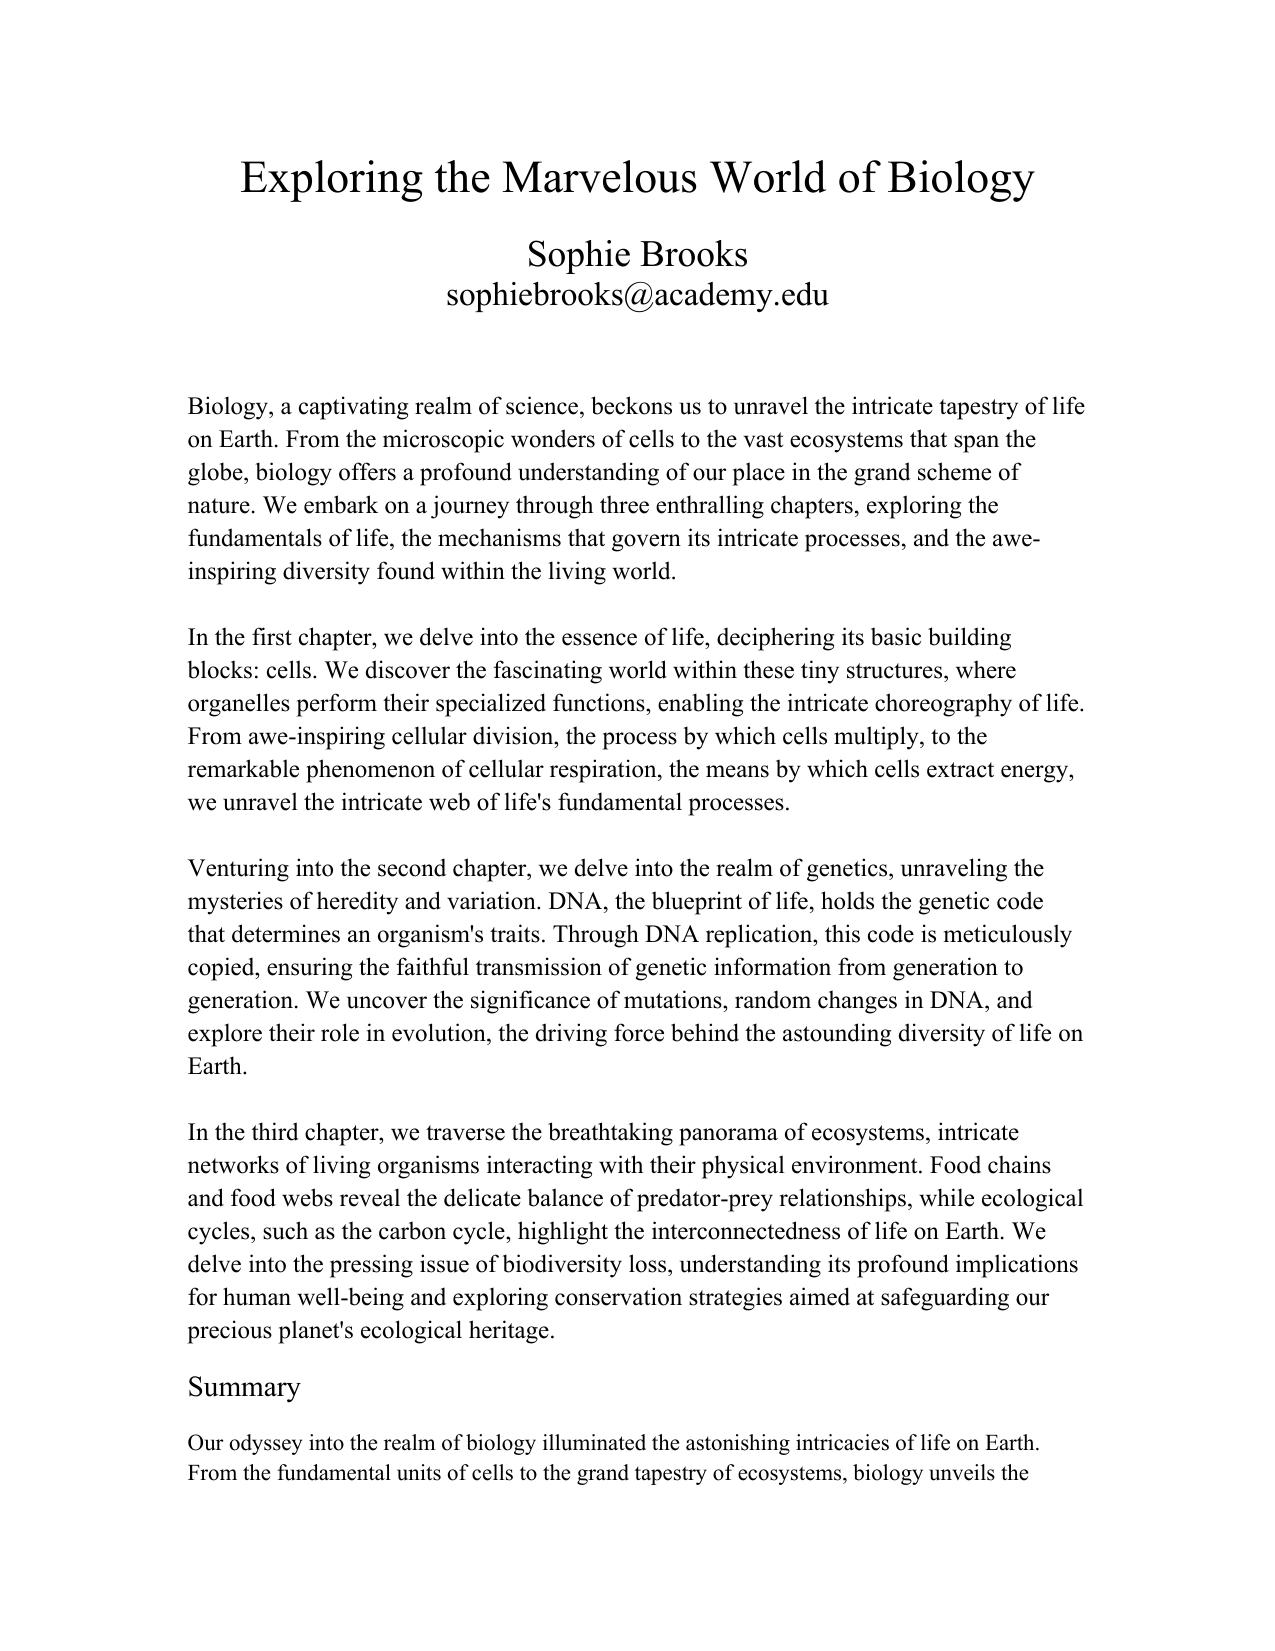 Exploring the Marvelous World of Biology
Sophie Brooks
sophiebrooks@academy.edu
Biology, a captivating realm of science, beckons us to unravel the intricate tapestry of life
on Earth. From the microscopic wonders of cells to the vast ecosystems that span the
globe, biology offers a profound understanding of our place in the grand scheme of
nature. We embark on a journey through three enthralling chapters, exploring the
fundamentals of life, the mechanisms that govern its intricate processes, and the awe-
inspiring diversity found within the living world.
In the first chapter, we delve into the essence of life, deciphering its basic building
blocks: cells. We discover the fascinating world within these tiny structures, where
organelles perform their specialized functions, enabling the intricate choreography of life.
From awe-inspiring cellular division, the process by which cells multiply, to the
remarkable phenomenon of cellular respiration, the means by which cells extract energy,
we unravel the intricate web of life's fundamental processes.
Venturing into the second chapter, we delve into the realm of genetics, unraveling the
mysteries of heredity and variation. DNA, the blueprint of life, holds the genetic code
that determines an organism's traits. Through DNA replication, this code is meticulously
copied, ensuring the faithful transmission of genetic information from generation to
generation. We uncover the significance of mutations, random changes in DNA, and
explore their role in evolution, the driving force behind the astounding diversity of life on
Earth.
In the third chapter, we traverse the breathtaking panorama of ecosystems, intricate
networks of living organisms interacting with their physical environment. Food chains
and food webs reveal the delicate balance of predator-prey relationships, while ecological
cycles, such as the carbon cycle, highlight the interconnectedness of life on Earth. We
delve into the pressing issue of biodiversity loss, understanding its profound implications
for human well-being and exploring conservation strategies aimed at safeguarding our
precious planet's ecological heritage.
Summary
Our odyssey into the realm of biology illuminated the astonishing intricacies of life on Earth.
From the fundamental units of cells to the grand tapestry of ecosystems, biology unveils the